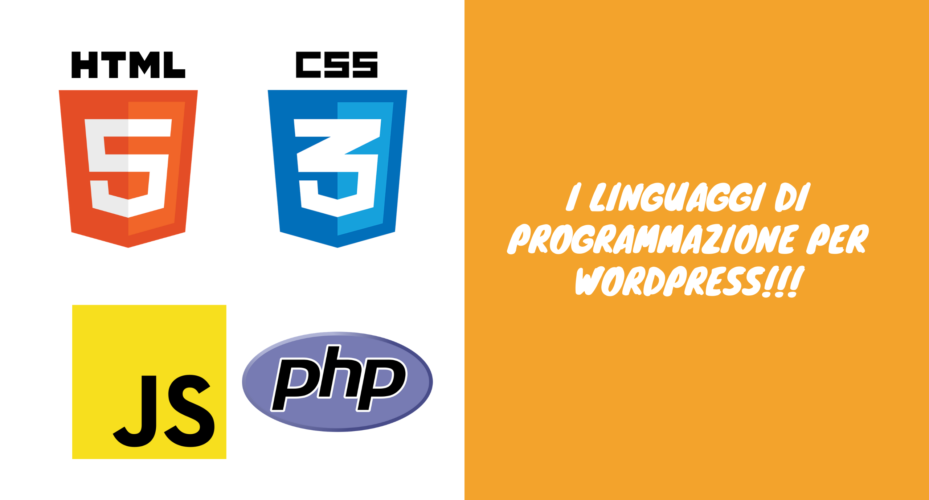 HTML
5
CSS
3
JS
php
I LINGUAGGI DI
PROGRAMMAZIONE PER
WORDPRESS!!!